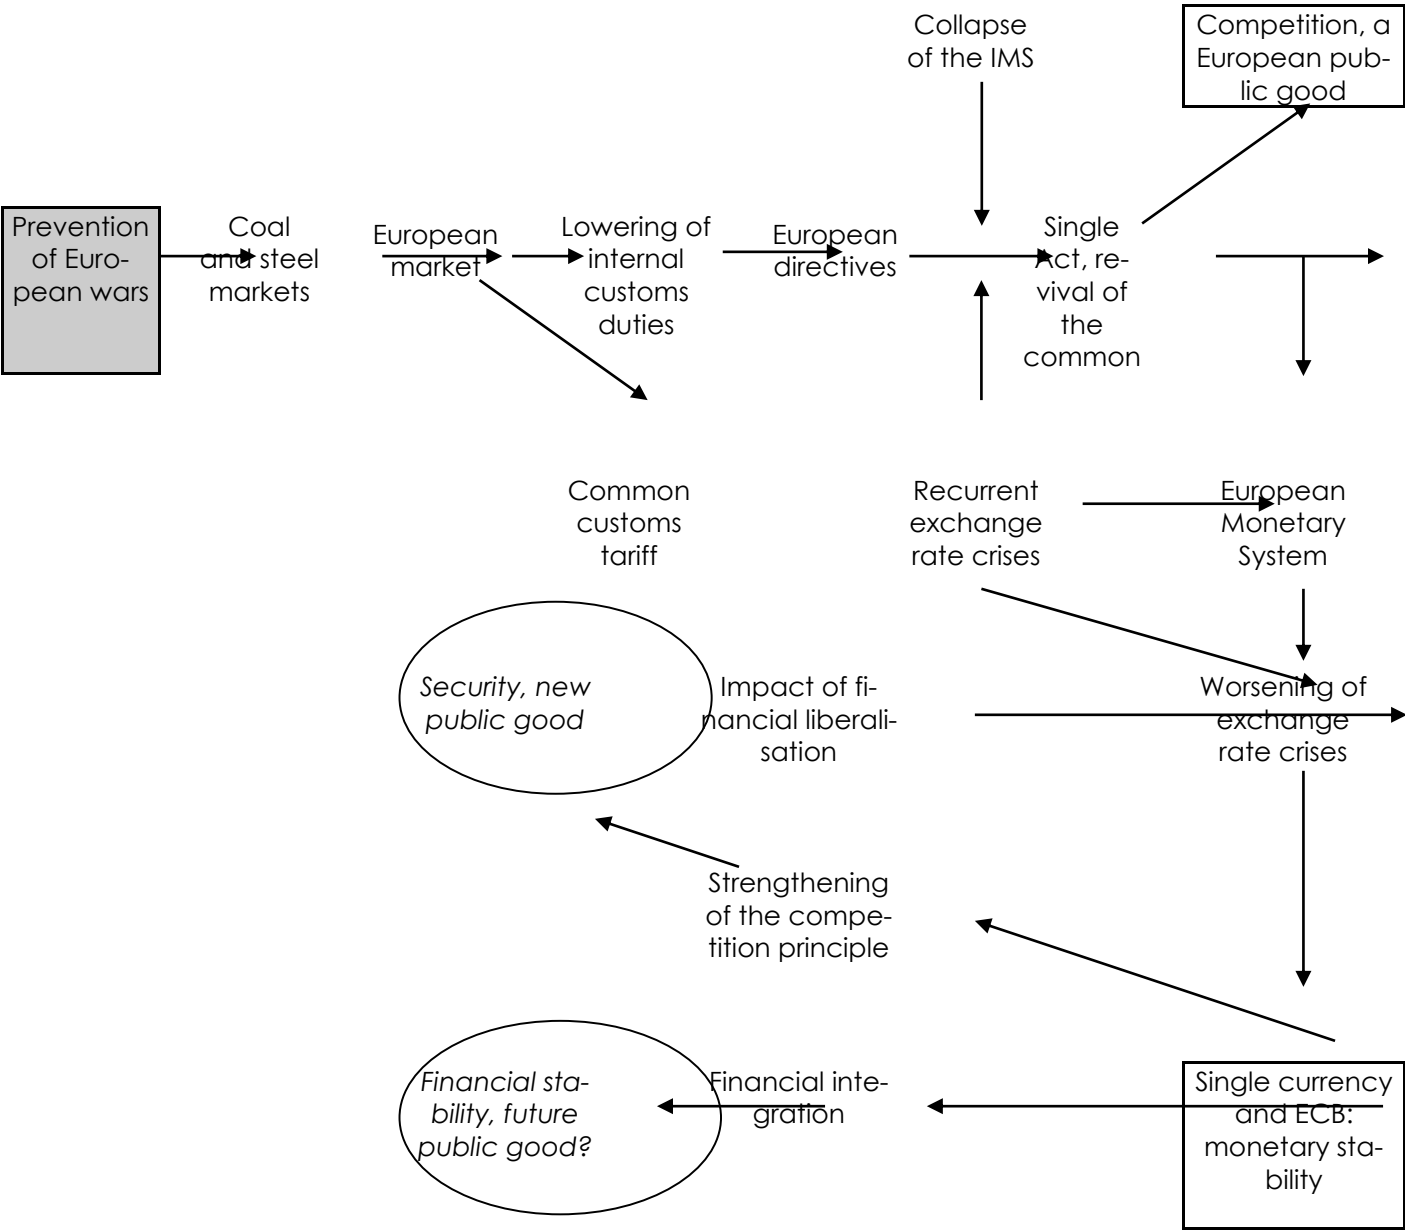 Collapse
of the IMS
Competition, a
European pub-
lic good
Prevention
of Euro-
pean wars
Coal
and steel
markets
European
market
Lowering of
internal
customs
duties
European
directives
Single
Act, re-
vival of
the
common
Common
customs
tariff
Recurrent
exchange
rate crises
European
Monetary
System
Security, new
public good
Impact of fi-
nancial liberali-
sation
Worsening of
exchange
rate crises
Strengthening
of the compe-
tition principle
Financial sta-
bility, future
public good?
Financial inte-
gration
Single currency
and ECB:
monetary sta-
bility